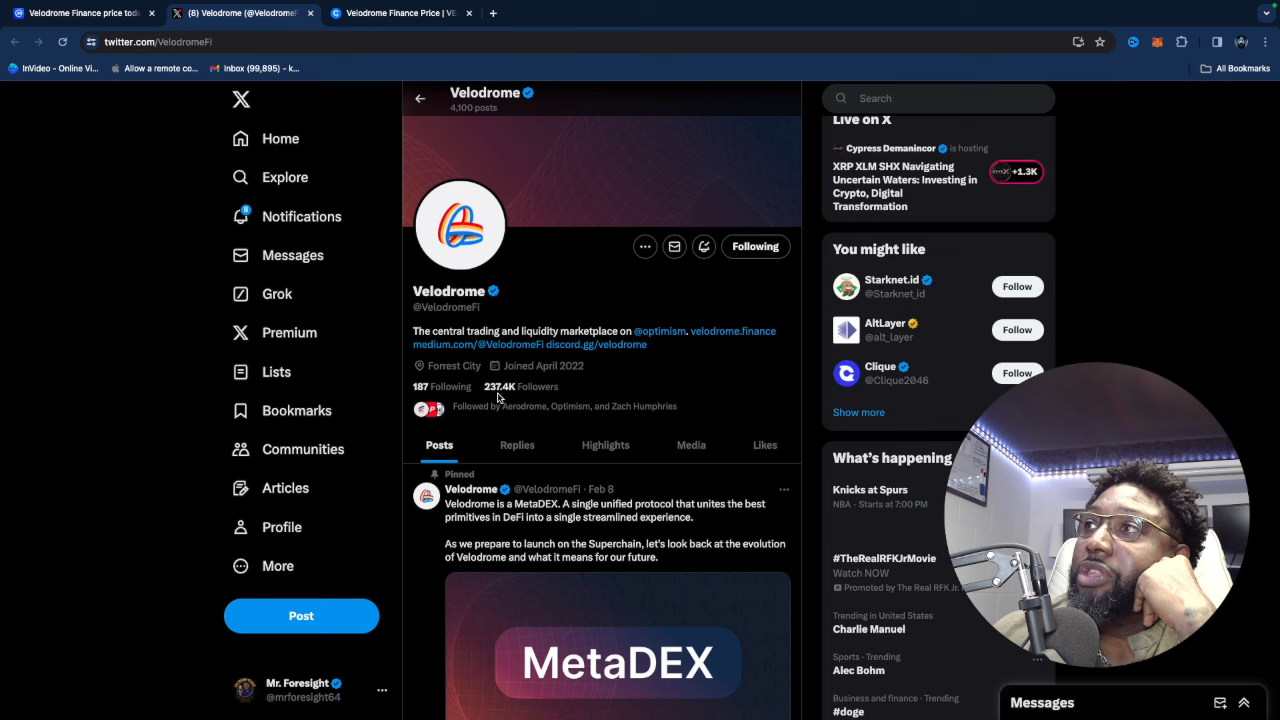 Velodrome Finance price today
(8) Velodrome (@VelodromeF
Velodrome Finance Price | VE
twitter.com/VelodromeFi
InVideo - Online Vi...
Allow a remote co...
Inbox (99,895) - k...
All Bookmarks
Home
Explore
8
Notifications
Messages
Grok
Premium
Lists
Bookmarks
Communities
Articles
Profile
More
Post
Mr. Foresight
@mrforesight64
Velodrome
4,100 posts
Following
Velodrome
@VelodromeFi
The central trading and liquidity marketplace on @optimism. velodrome.finance
medium.com/@VelodromeFi discord.gg/velodrome
Forrest City Joined April 2022
187 Following 237.4K Followers
Followed by Aerodrome, Optimism, and Zach Humphries
Posts Replies Highlights Media Likes
Pinned
Velodrome @VelodromeFi · Feb 8
Velodrome is a MetaDEX. A single unified protocol that unites the best
primitives in DeFi into a single streamlined experience.
As we prepare to launch on the Superchain, let's look back at the evolution
of Velodrome and what it means for our future.
MetaDEX
Search
Live on X
Cypress Demanincor is hosting
XRP XLM SHX Navigating
Uncertain Waters: Investing in
Crypto, Digital
Transformation
+1.3K
You might like
Starknet.id
@Starknet_id
Follow
AltLayer
@alt_layer
Follow
Clique
@Clique2046
Follow
Show more
What's happening
Knicks at Spurs
NBA · Starts at 7:00 PM
#TheRealRFKJrMovie
Watch NOW
Promoted by The Real RFK Jr.
Trending in United States
Charlie Manuel
Sports · Trending
Alec Bohm
Business and finance · Trending
#doge
Messages